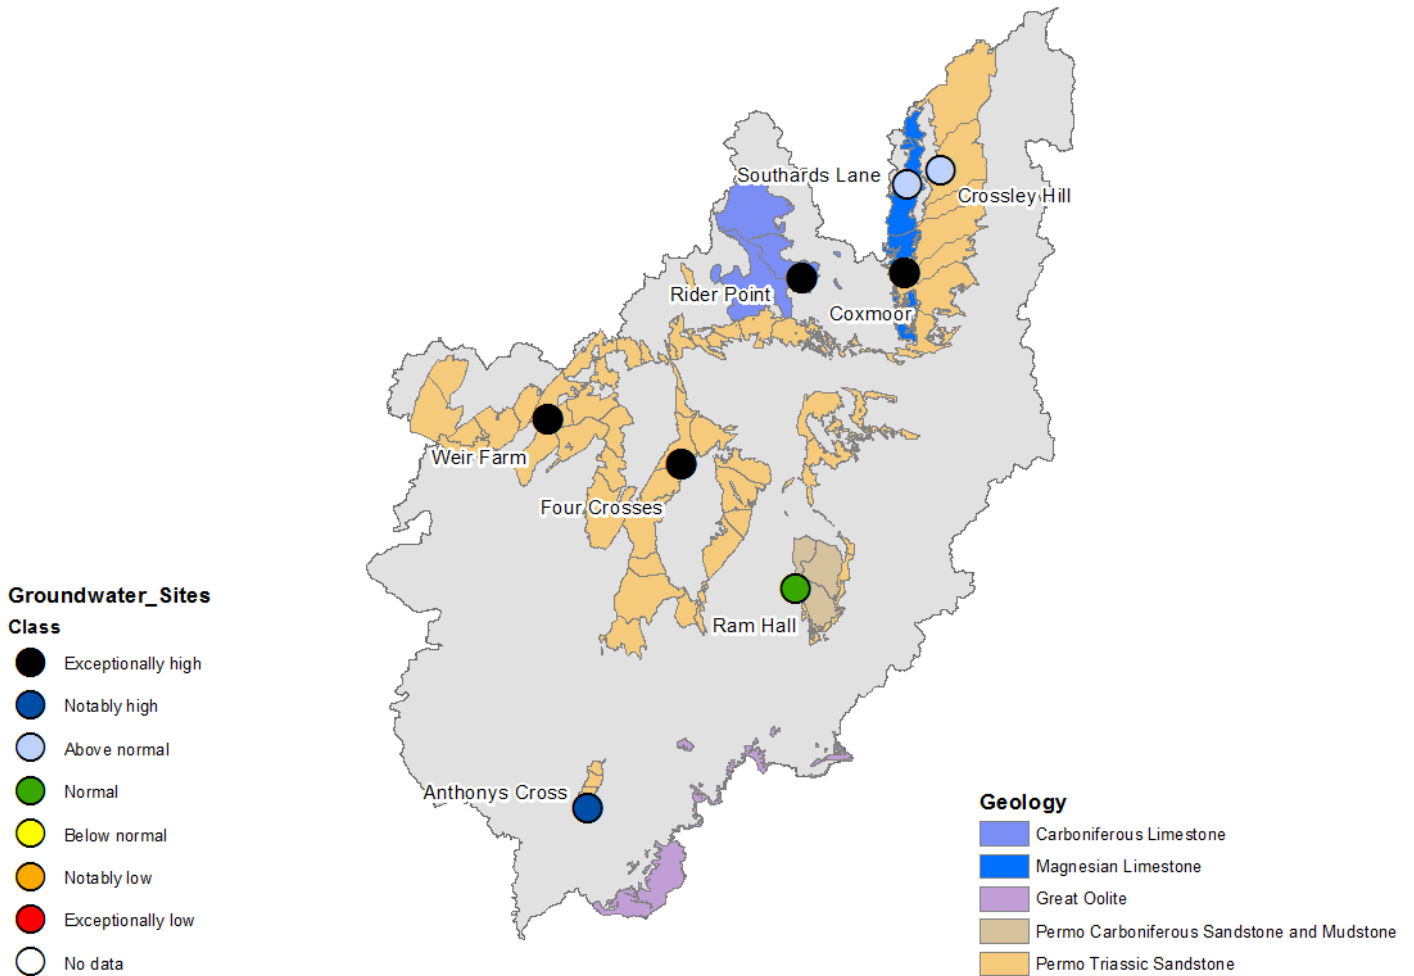 Southards Lane
Crossley Hill
Rider Point
Coxmoor
Weir Farm
Four Crosses
Ram Hall
Anthonys Cross
Groundwater_Sites
Class
Exceptionally high
Notably high
Above normal
Normal
Below normal
Notably low
Exceptionally low
No data
Geology
Carboniferous Limestone
Magnesian Limestone
Great Oolite
Permo Carboniferous Sandstone and Mudstone
Permo Triassic Sandstone